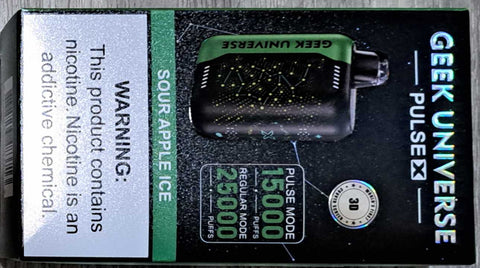 GEEK UNIVERSE
PULSE X
GEEK UNIVERSE
3D
PULSE MODE
15000
PUFFS
REGULAR MODE
25000
PUFFS
SOUR APPLE ICE
WARNING:
This product contains
nicotine. Nicotine is an
addictive chemical.